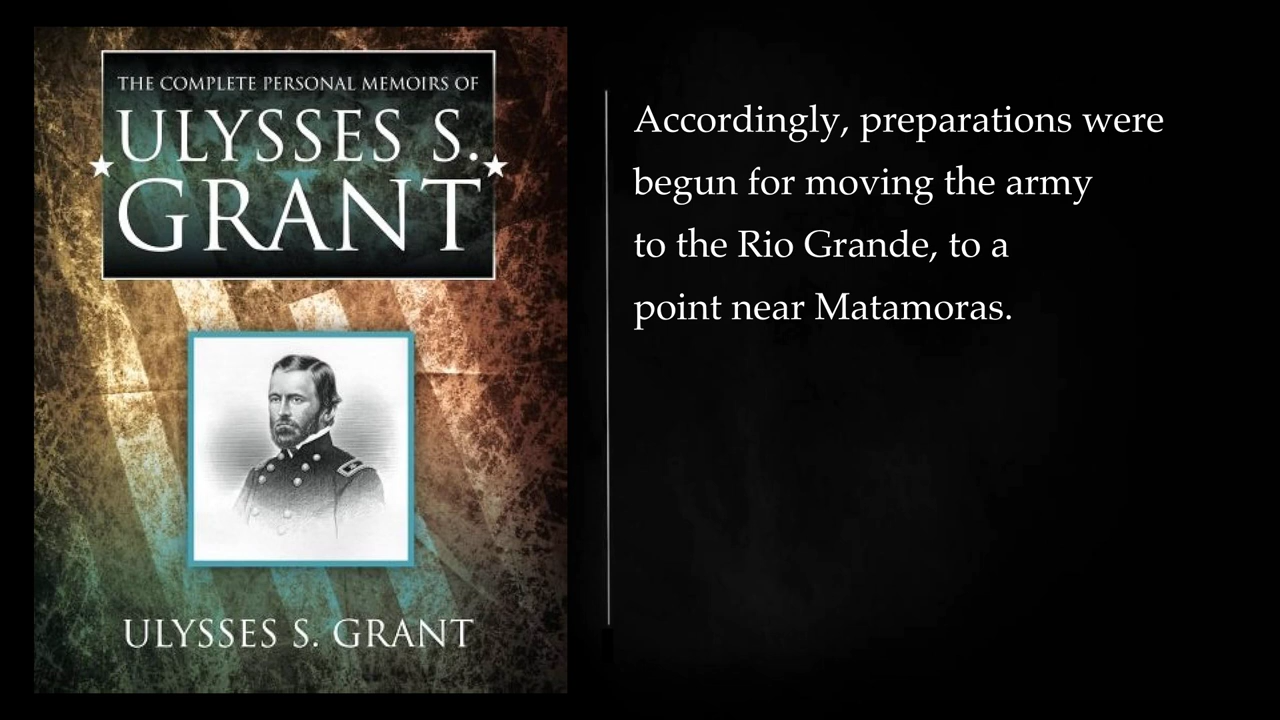 THE COMPLETE PERSONAL MEMOIRS OF
ULYSSES S.
GRANT
ULYSSES S. GRANT
Accordingly, preparations were
begun for moving the army
to the Rio Grande, to a
point near Matamoras.